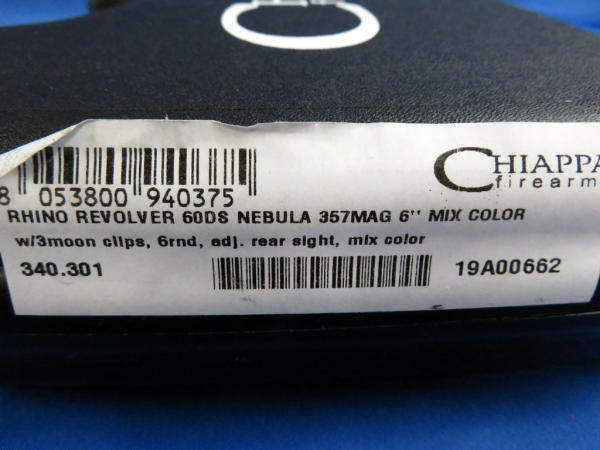 CHIAPPA
firearm
8 053800 940375
RHINO REVOLVER 60DS NEBULA 357MAG 6'' MIX COLOR
w/3moon clips, 6rnd, adj. rear sight, mix color
340.301
19A00662